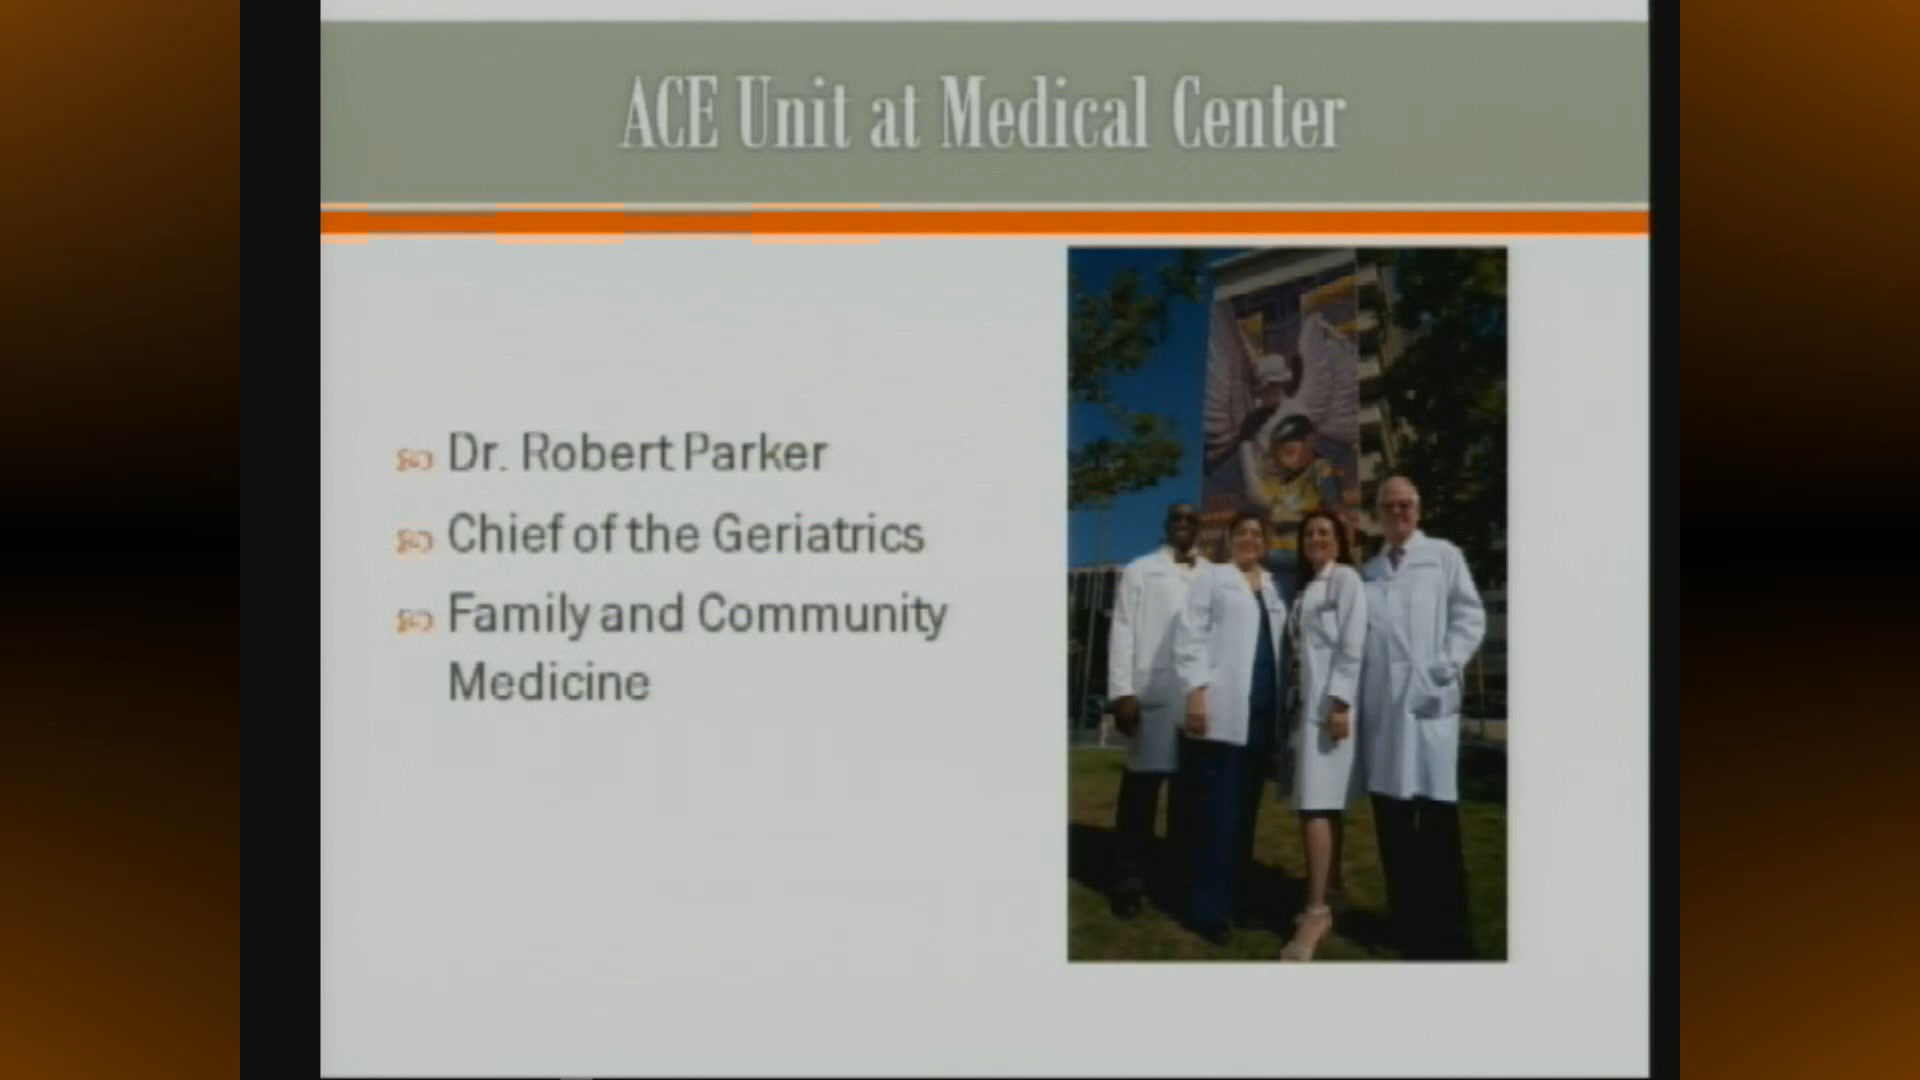 ACE Unit at Medical Center
Dr. Robert Parker
Chief of the Geriatrics
Family and Community
Medicine